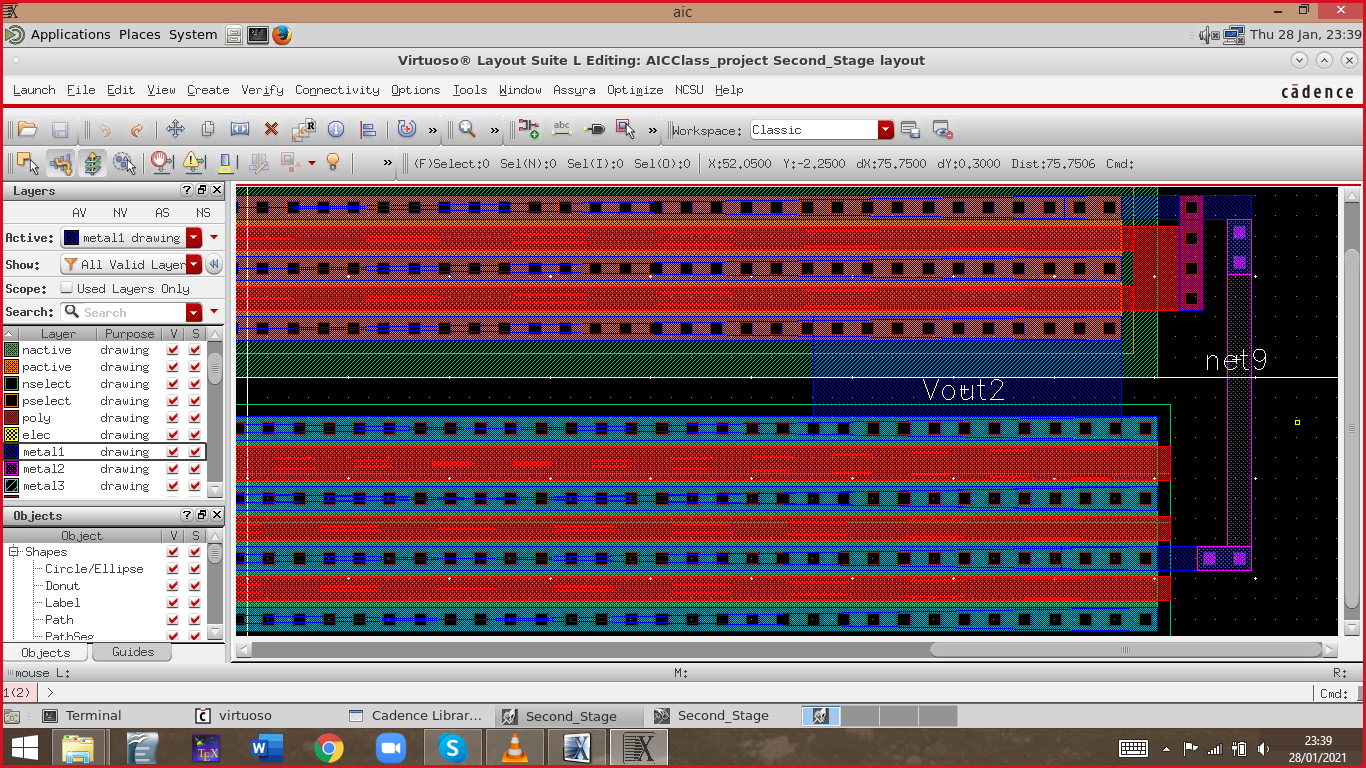 aic
Applications Places System
Thu 28 Jan, 23:39
Virtuoso® Layout Suite L Editing: AICClass_project Second_Stage layout
Launch File Edit View Create Verify Connectivity Options Tools Window Assura Optimize NCSU Help
cādence
» » » abc » Workspace: Classic
» (F)Select:0 Sel(N):0 Sel(I):0 Sel(O):0 X:52.0500 Y:-2.2500 dX:75.7500 dY:0.3000 Dist:75.7506 Cmd:
Layers
AV NV AS NS
Active: metal1 drawing
Show: All Valid Layer
Scope: Used Layers Only
Search: Search
Layer Purpose V S
nactive drawing
pactive drawing
nselect drawing
pselect drawing
poly drawing
elec drawing
metal1 drawing
metal2 drawing
metal3 drawing
net9
Vout2
Objects
Object V S
Shapes
Circle/Ellipse
Donut
Label
Path
PathSeg
Objects Guides
mouse L: M: R:
1(2) > Cmd:
Terminal virtuoso Cadence Librar... Second_Stage Second_Stage
23:39
28/01/2021